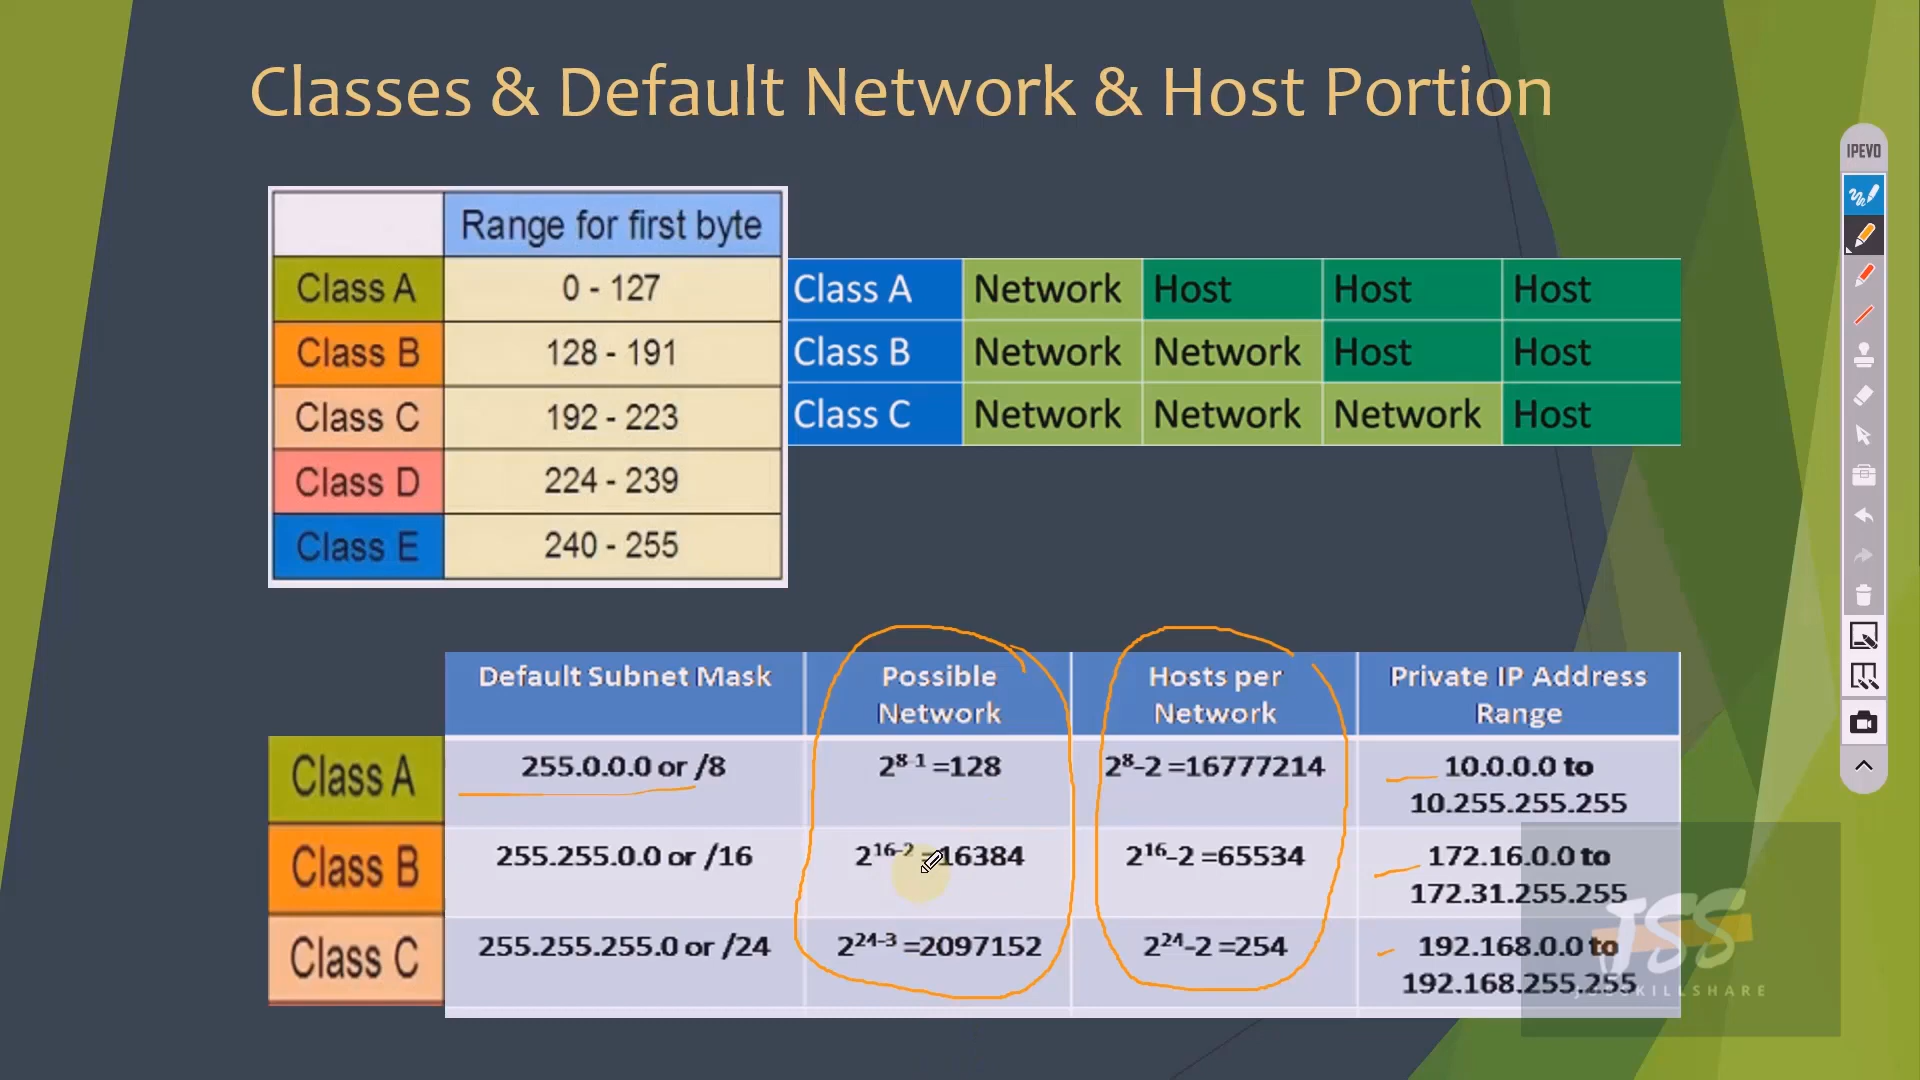 Classes & Default Network & Host Portion
IPEVO
Range for first byte
Class A 0 - 127
Class B 128 - 191
Class C 192 - 223
Class D 224 - 239
Class E 240 - 255
Class A Network Host Host Host
Class B Network Network Host Host
Class C Network Network Network Host
Default Subnet Mask Possible Network Hosts per Network Private IP Address Range
Class A 255.0.0.0 or /8 2⁸⁻¹ =128 2⁸-2 =16777214 10.0.0.0 to 10.255.255.255
Class B 255.255.0.0 or /16 2¹⁶⁻² =16384 2¹⁶-2 =65534 172.16.0.0 to 172.31.255.255
Class C 255.255.255.0 or /24 2²⁴⁻³ =2097152 2²⁴-2 =254 192.168.0.0 to 192.168.255.255
JSS